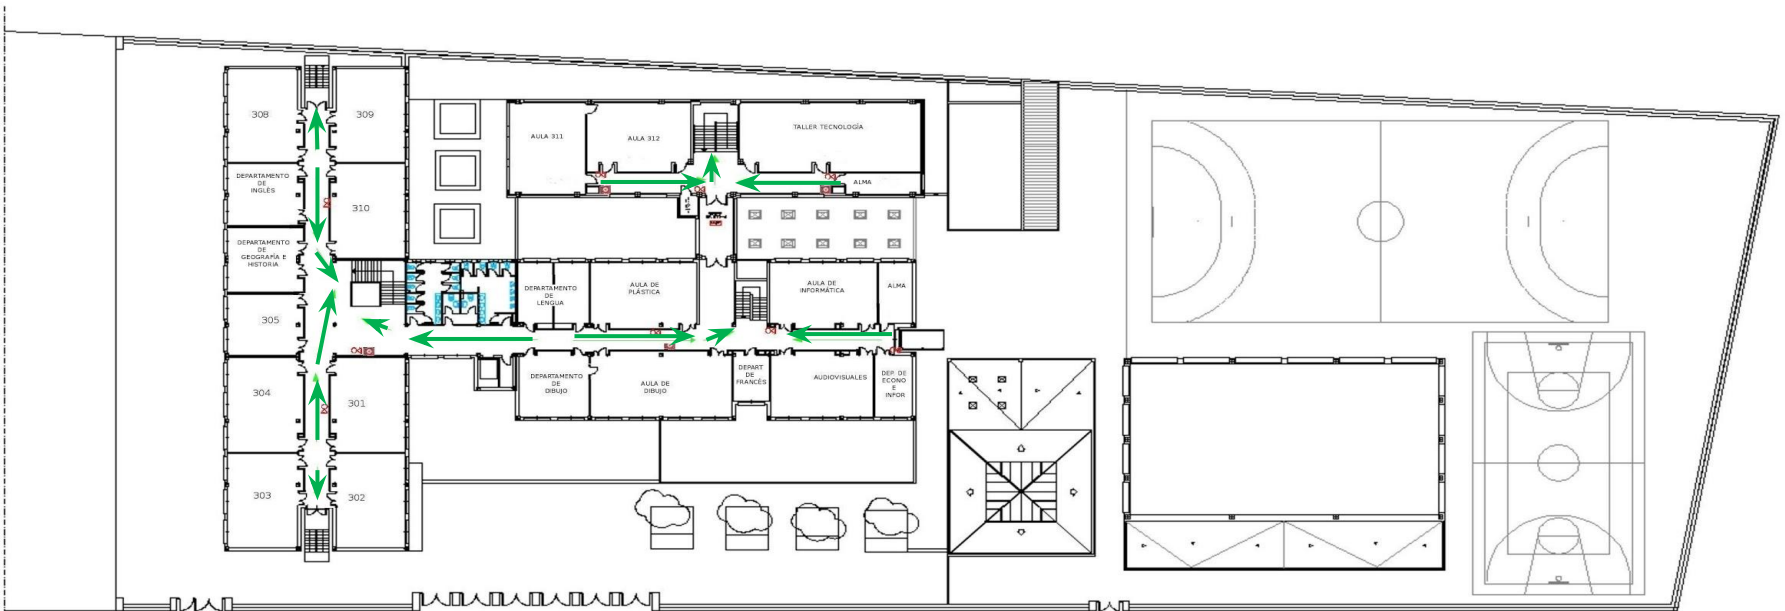 308
309
AULA 311
AULA 312
TALLER TECNOLOGÍA
DEPARTAMENTO
DE
INGLÉS
310
ALMA
DEPARTAMENTO
DE
GEOGRAFÍA E
HISTORIA
305
DEPARTAMENTO
DE
LENGUA
AULA DE
PLÁSTICA
AULA DE
INFORMÁTICA
ALMA
304
301
DEPARTAMENTO
DE
DIBUJO
AULA DE
DIBUJO
DEPART
DE
FRANCÉS
AUDIOVISUALES
DEP. DE
ECONO
E
INFOR
303
302